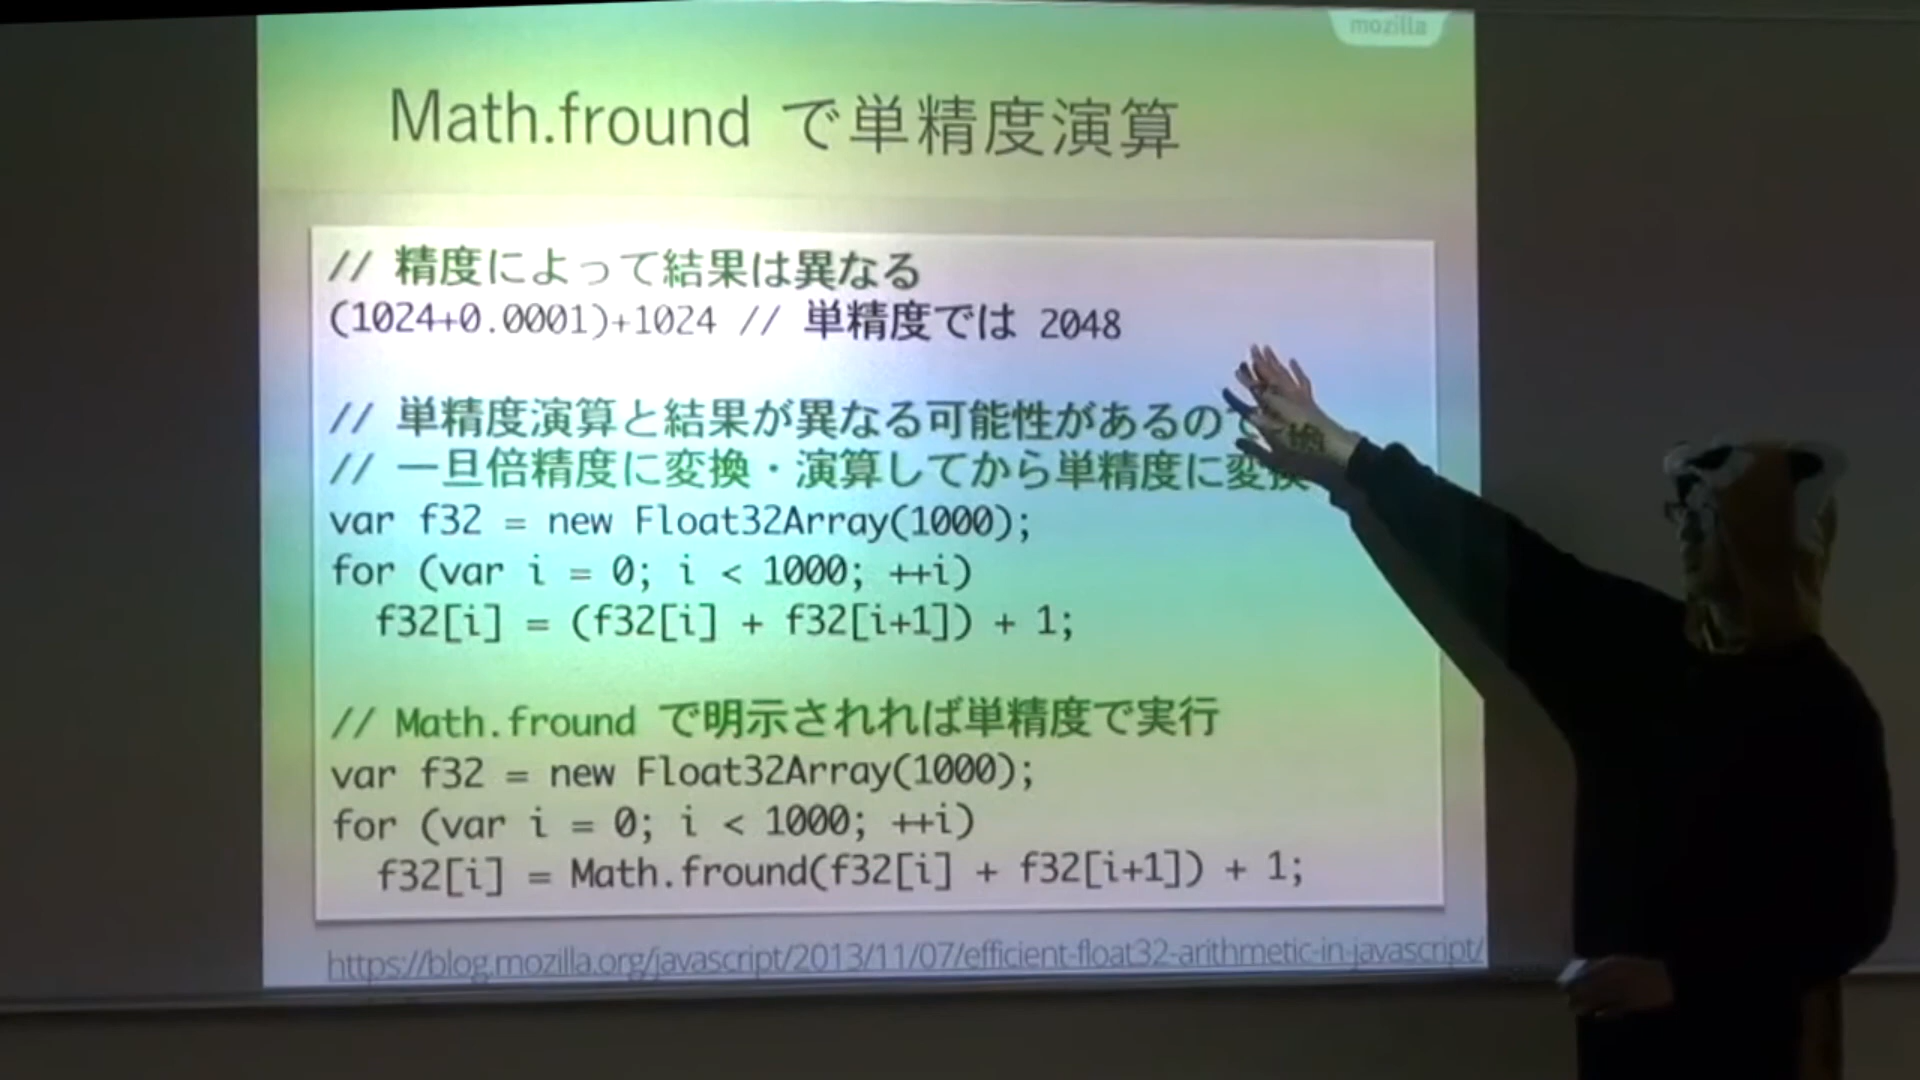 mozilla
Math.fround で単精度演算
// 精度によって結果は異なる
(1024+0.0001)+1024 // 単精度では 2048
// 単精度演算と結果が異なる可能性があるので
// 一旦倍精度に変換・演算してから単精度に変換
var f32 = new Float32Array(1000);
for (var i = 0; i < 1000; ++i)
f32[i] = (f32[i] + f32[i+1]) + 1;
// Math.fround で明示されれば単精度で実行
var f32 = new Float32Array(1000);
for (var i = 0; i < 1000; ++i)
f32[i] = Math.fround(f32[i] + f32[i+1]) + 1;
https://blog.mozilla.org/javascript/2013/11/07/efficient-float32-arithmetic-in-javascript/